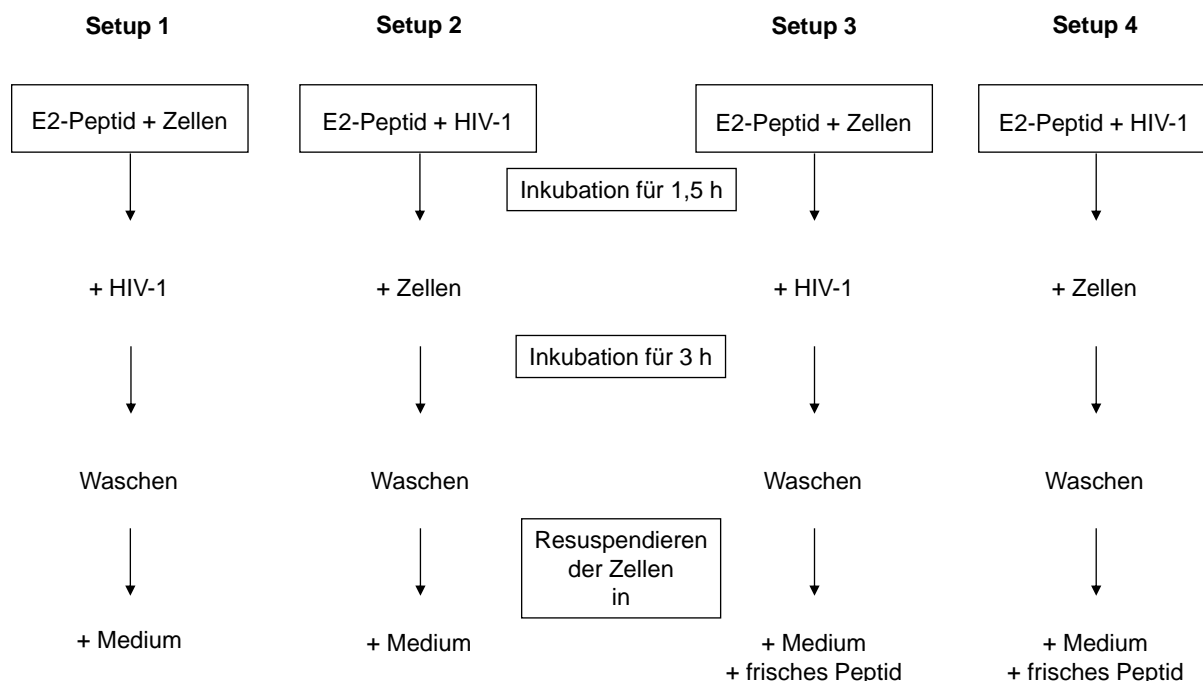 Setup 1 Setup 2 Setup 3 Setup 4
E2-Peptid + Zellen E2-Peptid + HIV-1 E2-Peptid + Zellen E2-Peptid + HIV-1
Inkubation für 1,5 h
+ HIV-1 + Zellen + HIV-1 + Zellen
Inkubation für 3 h
Waschen Waschen Waschen Waschen
Resuspendieren
der Zellen
in
+ Medium + Medium + Medium + Medium
+ frisches Peptid + frisches Peptid